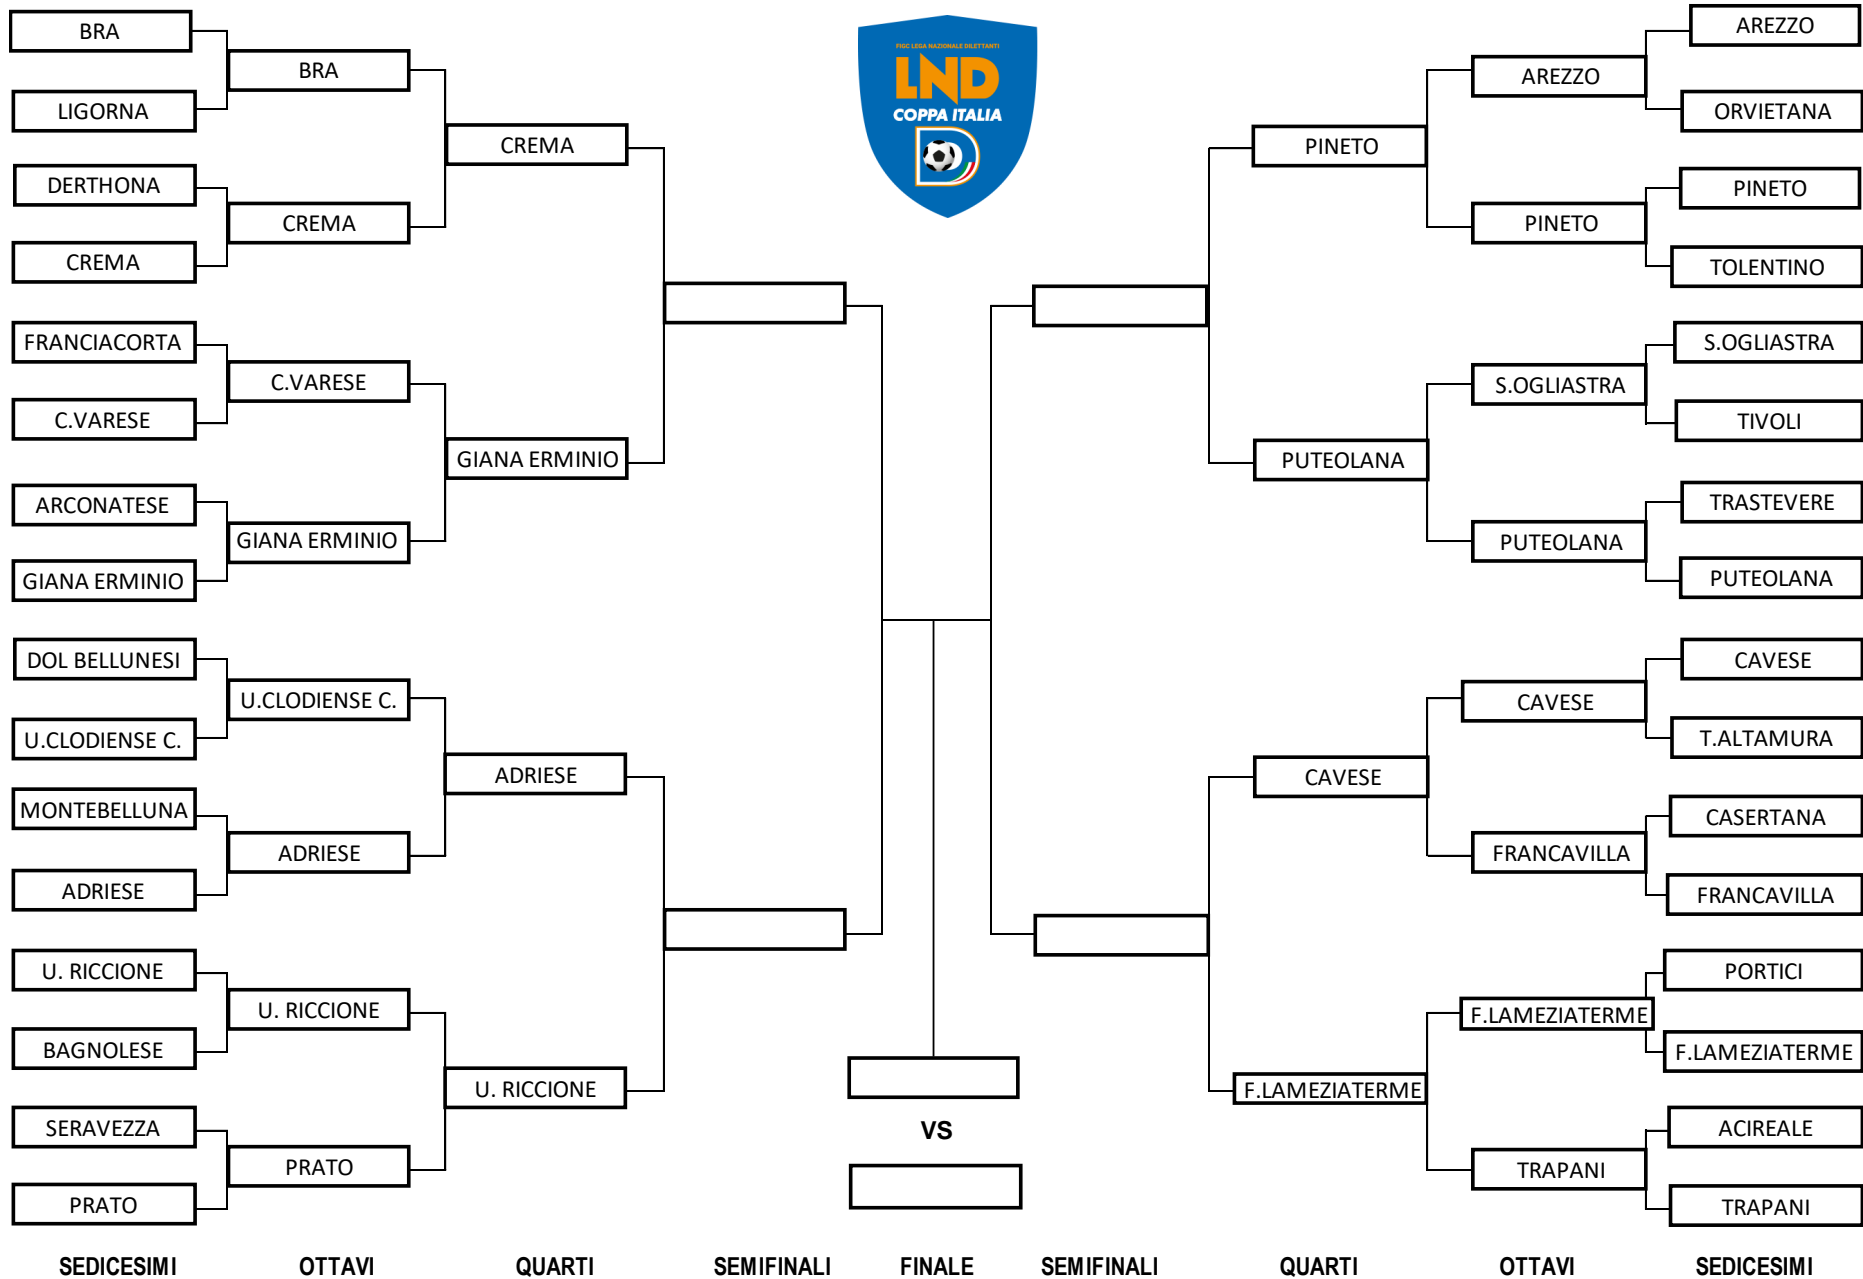 BRA
LIGORNA
DERTHONA
CREMA
FRANCIACORTA
C.VARESE
ARCONATESE
GIANA ERMINIO
DOL BELLUNESI
U.CLODIENSE C.
MONTEBELLUNA
ADRIESE
U. RICCIONE
BAGNOLESE
SERAVEZZA
PRATO
SEDICESIMI
BRA
CREMA
C.VARESE
GIANA ERMINIO
U.CLODIENSE C.
ADRIESE
U. RICCIONE
PRATO
OTTAVI
CREMA
GIANA ERMINIO
ADRIESE
U. RICCIONE
QUARTI
SEMIFINALI
FIGC LEGA NAZIONALE DILETTANTI
LND
COPPA ITALIA
D
VS
FINALE
SEMIFINALI
PINETO
PUTEOLANA
CAVESE
F.LAMEZIATERME
QUARTI
AREZZO
PINETO
S.OGLIASTRA
PUTEOLANA
CAVESE
FRANCAVILLA
F.LAMEZIATERME
TRAPANI
OTTAVI
AREZZO
ORVIETANA
PINETO
TOLENTINO
S.OGLIASTRA
TIVOLI
TRASTEVERE
PUTEOLANA
CAVESE
T.ALTAMURA
CASERTANA
FRANCAVILLA
PORTICI
F.LAMEZIATERME
ACIREALE
TRAPANI
SEDICESIMI